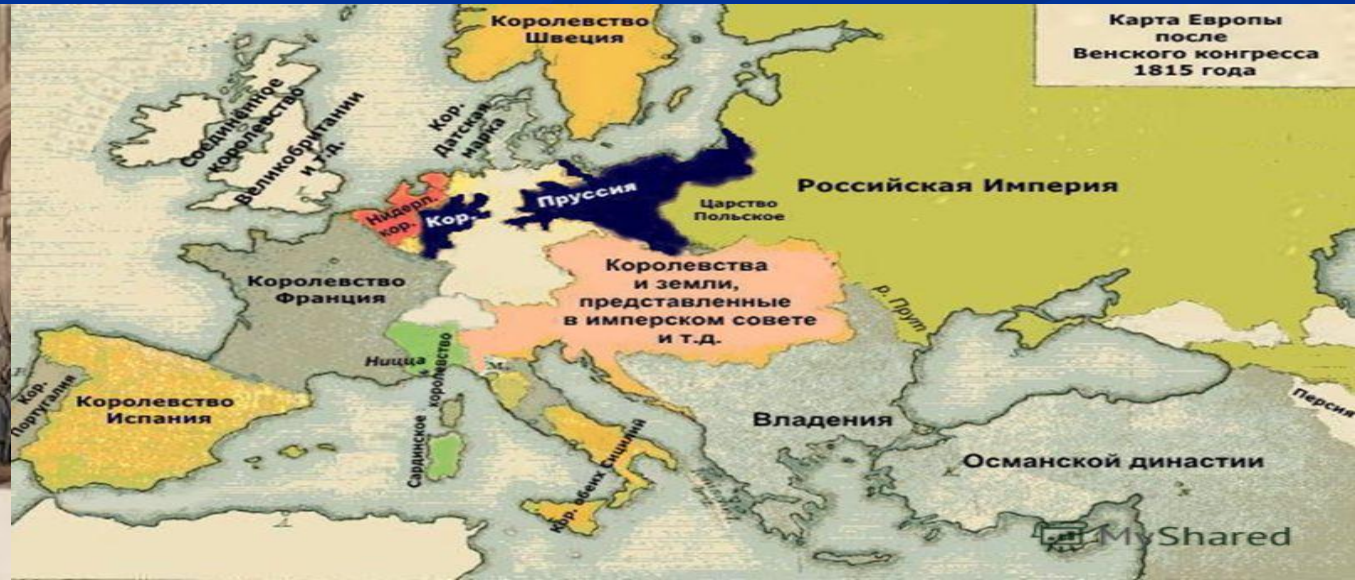 Королевство
Швеция
Карта Европы
после
Венского конгресса
1815 года
Соединённое
королевство
Великобритании
и т.д.
Кор.
Датская
марка
Нидерл.
кор.
Кор.
Пруссия
Российская Империя
Царство
Польское
Королевство
Франция
Королевства
и земли,
представленные
в имперском совете
и т.д.
р. Прут
Ницца
Сардинское
королевство
Кор.
Португалия
Королевство
Испания
Кор. обеих Сицилий
Владения
Османской династии
Персия
MyShared